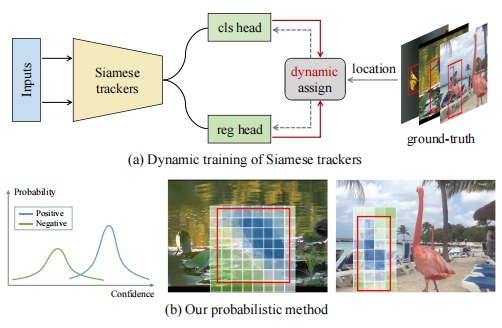 Inputs
Siamese
trackers
cls head
reg head
dynamic
assign
location
ground-truth
(a) Dynamic training of Siamese trackers
Probability
Positive
Negative
Confidence
(b) Our probabilistic method